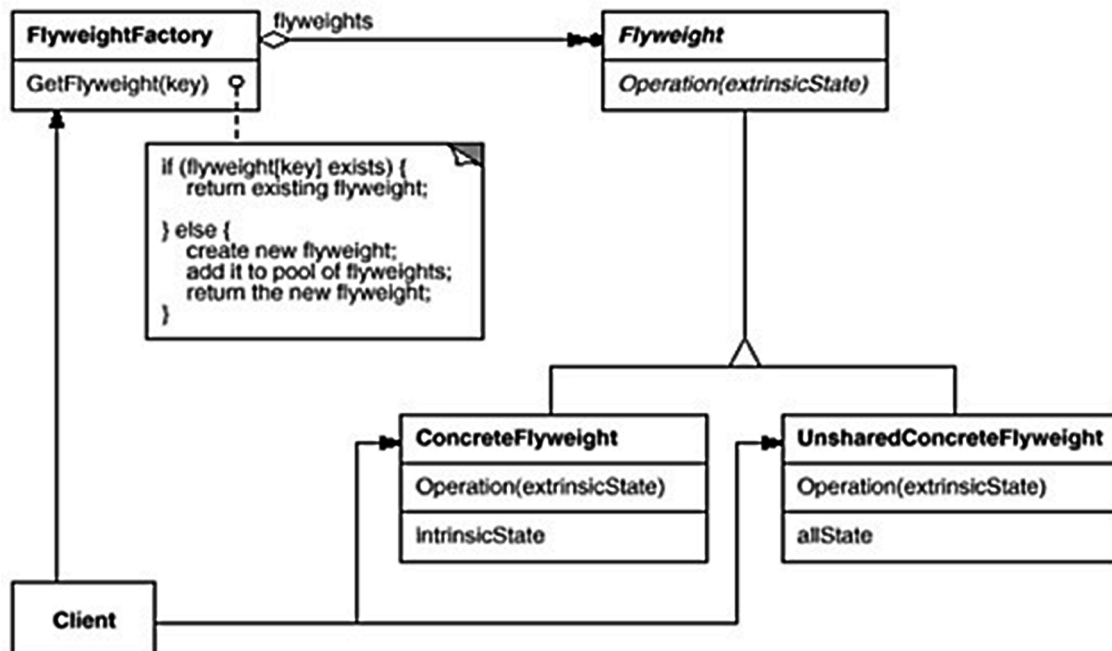 FlyweightFactory
flyweights
Flyweight
GetFlyweight(key)
Operation(extrinsicState)
if (flyweight[key] exists) {
return existing flyweight;
} else {
create new flyweight;
add it to pool of flyweights;
return the new flyweight;
}
ConcreteFlyweight
Operation(extrinsicState)
intrinsicState
UnsharedConcreteFlyweight
Operation(extrinsicState)
allState
Client